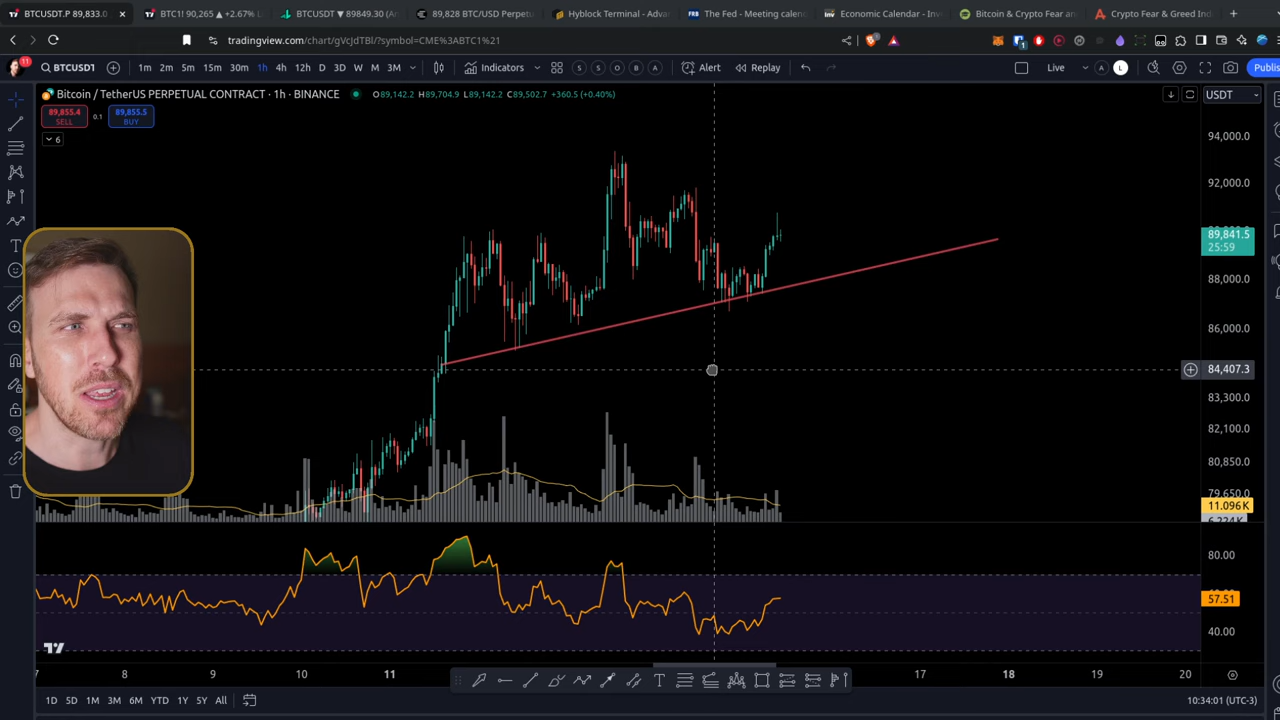 BTCUSDT.P 89,833.0
BTC1! 90,265 ▲ +2.67%
BTCUSDT ▼ 89849.30
89,828 BTC/USD Perpetu
Hyblock Terminal - Advan
The Fed - Meeting calen
Economic Calendar - Inv
Bitcoin & Crypto Fear an
Crypto Fear & Greed Ind
tradingview.com/chart/gVcJdTBI/?symbol=CME%3ABTC1%21
11
BTCUSDT 1m 2m 5m 15m 30m 1h 4h 12h D 3D W M 3M Indicators S S O B A Alert Replay Live A L Publis
Bitcoin / TetherUS PERPETUAL CONTRACT · 1h · BINANCE O89,142.2 H89,704.9 L89,142.2 C89,502.7 +360.5 (+0.40%) USDT
89,855.4 0.1 89,855.5
SELL BUY
6
94,000.0
92,000.0
89,841.5
25:59
88,000.0
86,000.0
84,407.3
83,300.0
82,100.0
80,850.0
79,650.0
11.096K
80.00
57.51
40.00
7 8 9 10 11 17 18 19 20
1D 5D 1M 3M 6M YTD 1Y 5Y All 10:34:01 (UTC-3)